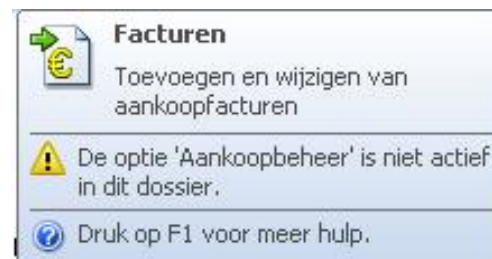 Facturen
Toevoegen en wijzigen van
aankoopfacturen
De optie 'Aankoopbeheer' is niet actief
in dit dossier.
Druk op F1 voor meer hulp.